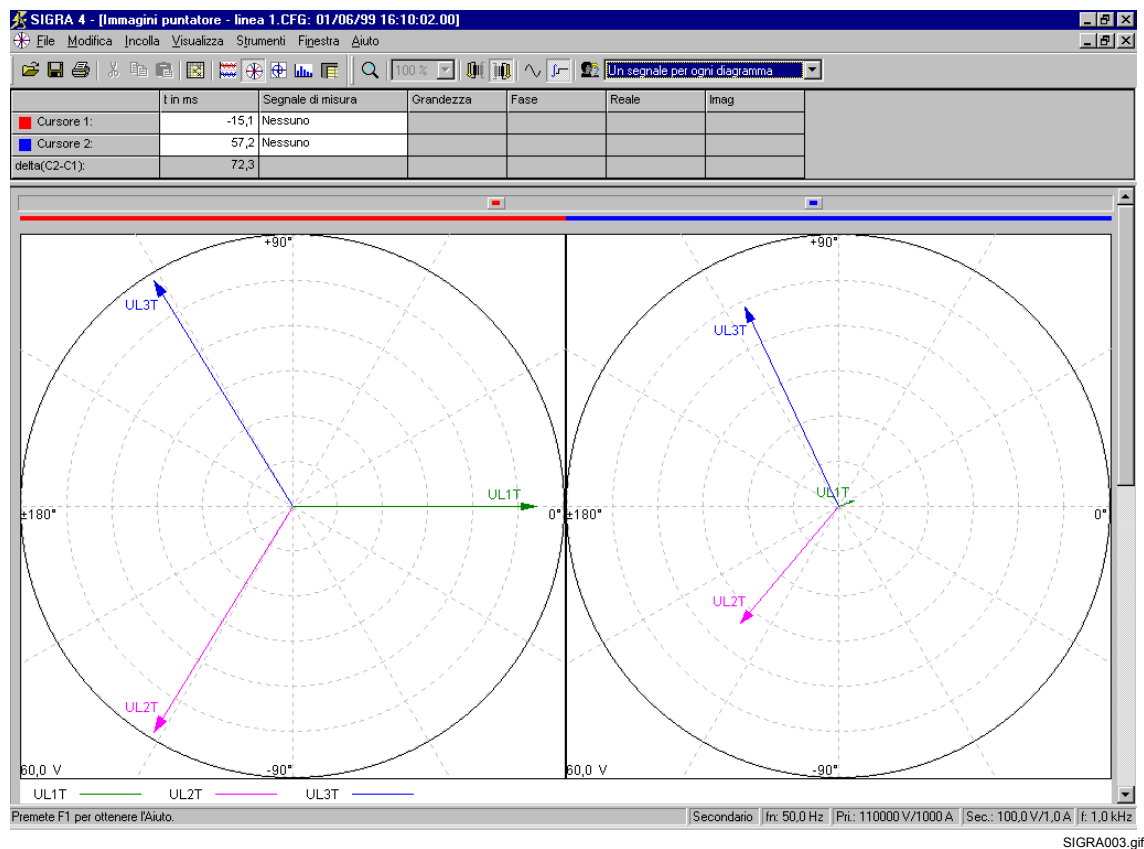 SIGRA 4 - [Immagini puntatore - linea 1.CFG: 01/06/99 16:10:02.00]
File Modifica Incolla Visualizza Strumenti Finestra Aiuto
100 % Un segnale per ogni diagramma
t in ms Segnale di misura Grandezza Fase Reale Imag
Cursore 1: -15,1 Nessuno
Cursore 2: 57,2 Nessuno
delta(C2-C1): 72,3
+90° +90°
UL3T
UL3T
UL1T UL1T
±180° 0° ±180° 0°
UL2T
UL2T
60,0 V -90° 60,0 V -90°
UL1T UL2T UL3T
Premete F1 per ottenere l'Aiuto. Secondario fn: 50,0 Hz Pri.: 110000 V/1000 A Sec.: 100,0 V/1,0 A f: 1,0 kHz
SIGRA003.gif